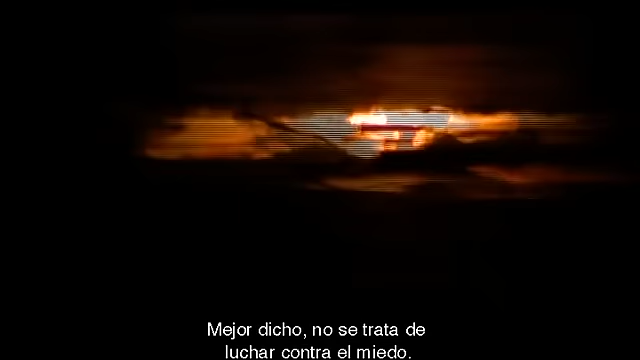 Mejor dicho, no se trata de
luchar contra el miedo.